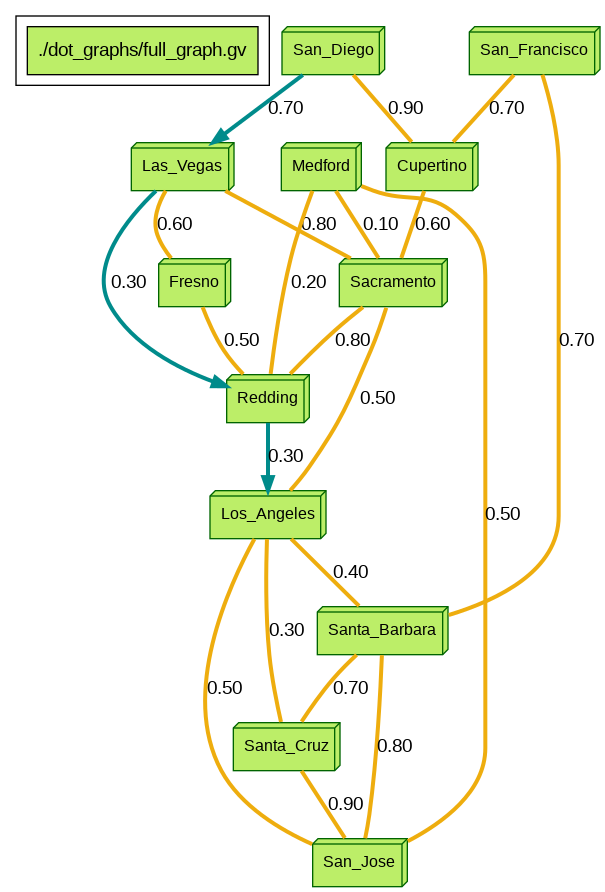 ./dot_graphs/full_graph.gv
San_Diego
San_Francisco
0.70
0.90
0.70
Las_Vegas
Medford
Cupertino
0.60
0.80
0.10
0.60
Fresno
Sacramento
0.30
0.20
0.50
0.80
0.70
Redding
0.50
0.30
Los_Angeles
0.50
0.40
Santa_Barbara
0.30
0.50
0.70
Santa_Cruz
0.80
0.90
San_Jose